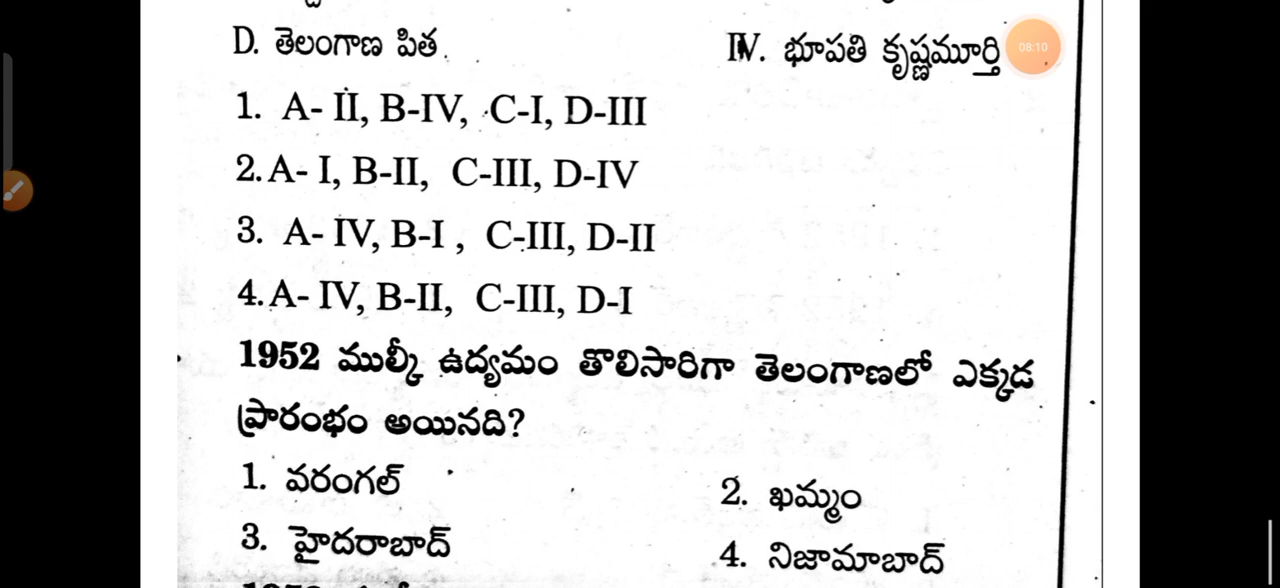 D. తెలంగాణ పిత. IV. భూపతి కృష్ణమూర్తి 08:10
1. A- II, B-IV, C-I, D-III
2. A- I, B-II, C-III, D-IV
3. A- IV, B-I, C-III, D-II
4. A- IV, B-II, C-III, D-I
1952 ముల్కీ ఉద్యమం తొలిసారిగా తెలంగాణలో ఎక్కడ
ప్రారంభం అయినది?
1. వరంగల్ 2. ఖమ్మం
3. హైదరాబాద్ 4. నిజామాబాద్